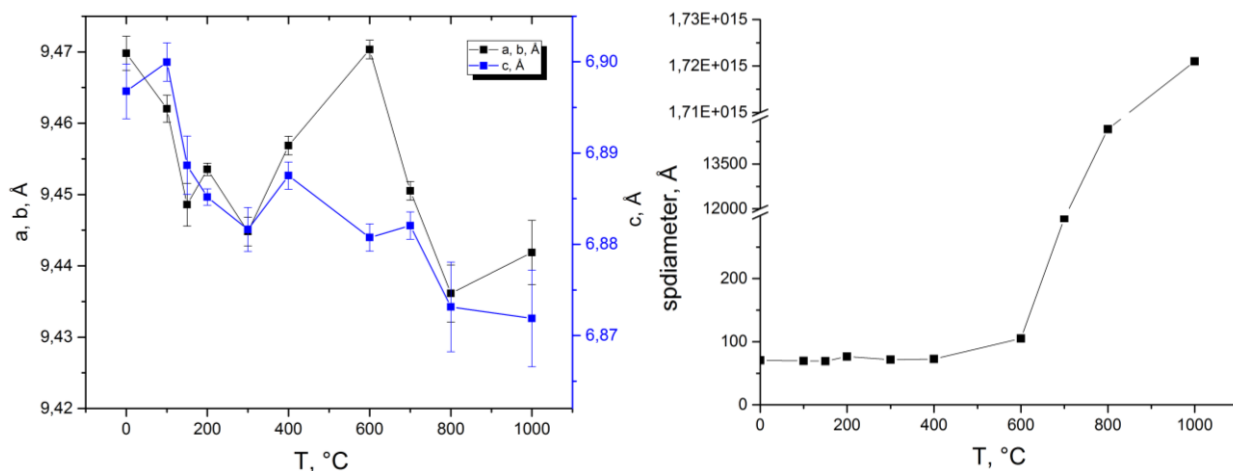 9,47
9,46
9,45
9,44
9,43
9,42
a, b, Å
0
200
400
600
800
1000
T, °C
a, b, Å
c, Å
6,90
6,89
6,88
6,87
c, Å
1,73E+015
1,72E+015
1,71E+015
13500
12000
200
100
0
spdiameter, Å
0
200
400
600
800
1000
T, °C